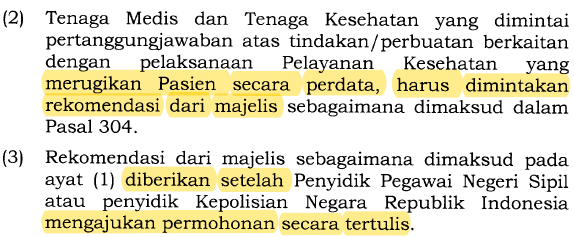 (2) Tenaga Medis dan Tenaga Kesehatan yang dimintai
pertanggungjawaban atas tindakan/perbuatan berkaitan
dengan pelaksanaan Pelayanan Kesehatan yang
merugikan Pasien secara perdata, harus dimintakan
rekomendasi dari majelis sebagaimana dimaksud dalam
Pasal 304.
(3) Rekomendasi dari majelis sebagaimana dimaksud pada
ayat (1) diberikan setelah Penyidik Pegawai Negeri Sipil
atau penyidik Kepolisian Negara Republik Indonesia
mengajukan permohonan secara tertulis.